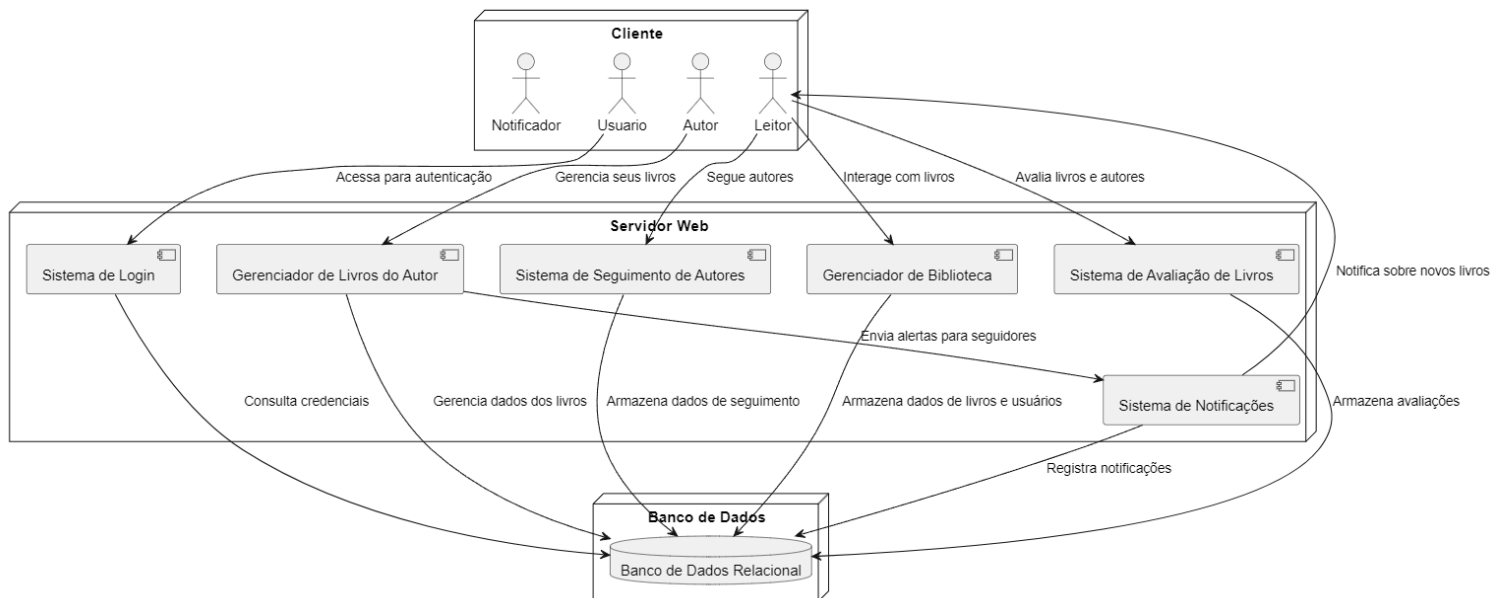 Cliente
Notificador
Usuario
Autor
Leitor
Acessa para autenticação
Gerencia seus livros
Segue autores
Interage com livros
Avalia livros e autores
Servidor Web
Sistema de Login
Gerenciador de Livros do Autor
Sistema de Seguimento de Autores
Gerenciador de Biblioteca
Sistema de Avaliação de Livros
Notifica sobre novos livros
Envia alertas para seguidores
Consulta credenciais
Gerencia dados dos livros
Armazena dados de seguimento
Armazena dados de livros e usuários
Sistema de Notificações
Armazena avaliações
Registra notificações
Banco de Dados
Banco de Dados Relacional